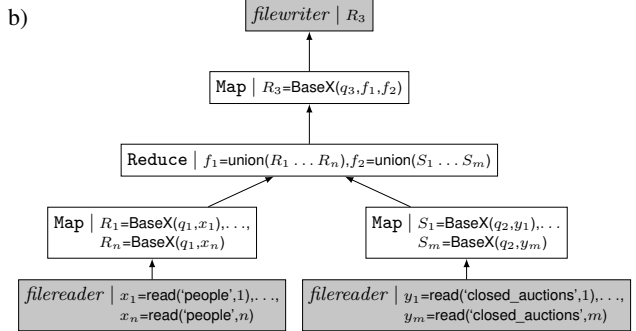 b)
filewriter | R₃
Map | R₃=BaseX(q₃,f₁,f₂)
Reduce | f₁=union(R₁ … Rₙ),f₂=union(S₁ … Sₘ)
Map | R₁=BaseX(q₁,x₁),…,
Rₙ=BaseX(q₁,xₙ)
Map | S₁=BaseX(q₂,y₁),…
Sₘ=BaseX(q₂,yₘ)
filereader | x₁=read(‘people’,1),…,
xₙ=read(‘people’,n)
filereader | y₁=read(‘closed_auctions’,1),…,
yₘ=read(‘closed_auctions’,m)